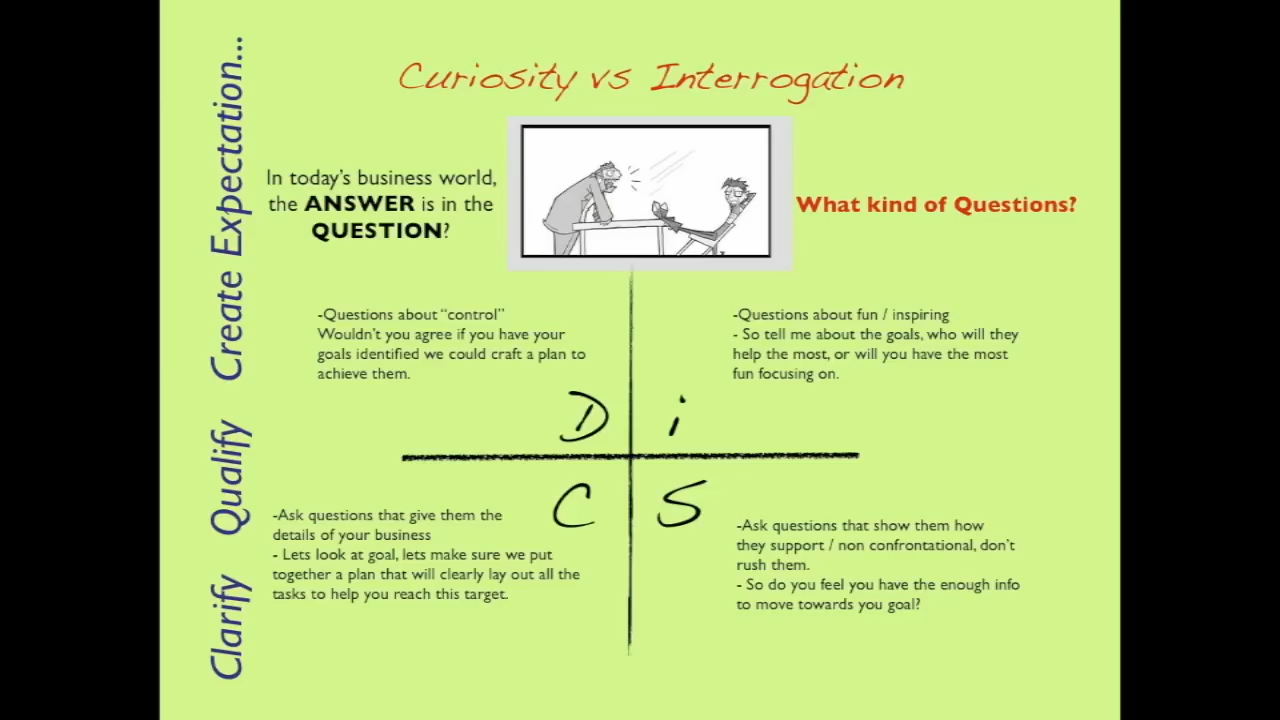 Curiosity vs Interrogation
Clarify Qualify Create Expectation...
In today's business world,
the ANSWER is in the
QUESTION?
What kind of Questions?
-Questions about "control"
Wouldn't you agree if you have your
goals identified we could craft a plan to
achieve them.
-Questions about fun / inspiring
- So tell me about the goals, who will they
help the most, or will you have the most
fun focusing on.
D i
C S
-Ask questions that give them the
details of your business
- Lets look at goal, lets make sure we put
together a plan that will clearly lay out all the
tasks to help you reach this target.
-Ask questions that show them how
they support / non confrontational, don't
rush them.
- So do you feel you have the enough info
to move towards you goal?